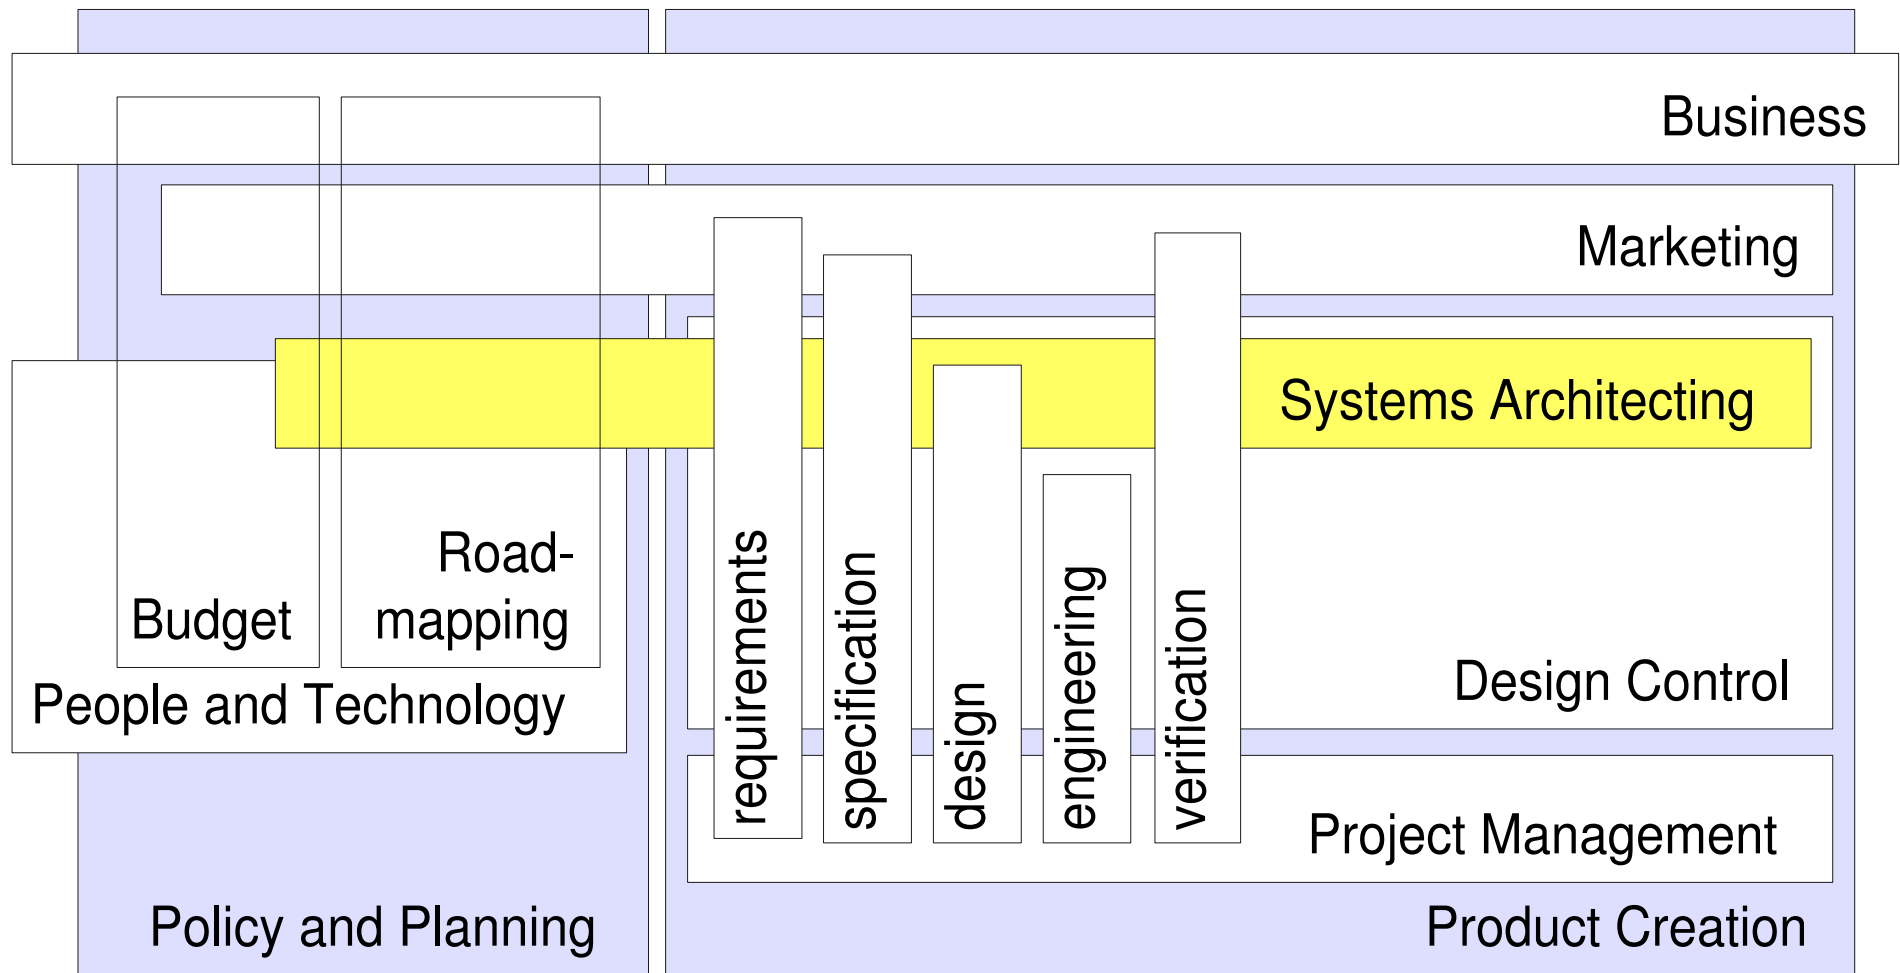 Business
Marketing
Systems Architecting
Road-
mapping
Budget
People and Technology
requirements
specification
design
engineering
verification
Design Control
Project Management
Policy and Planning
Product Creation